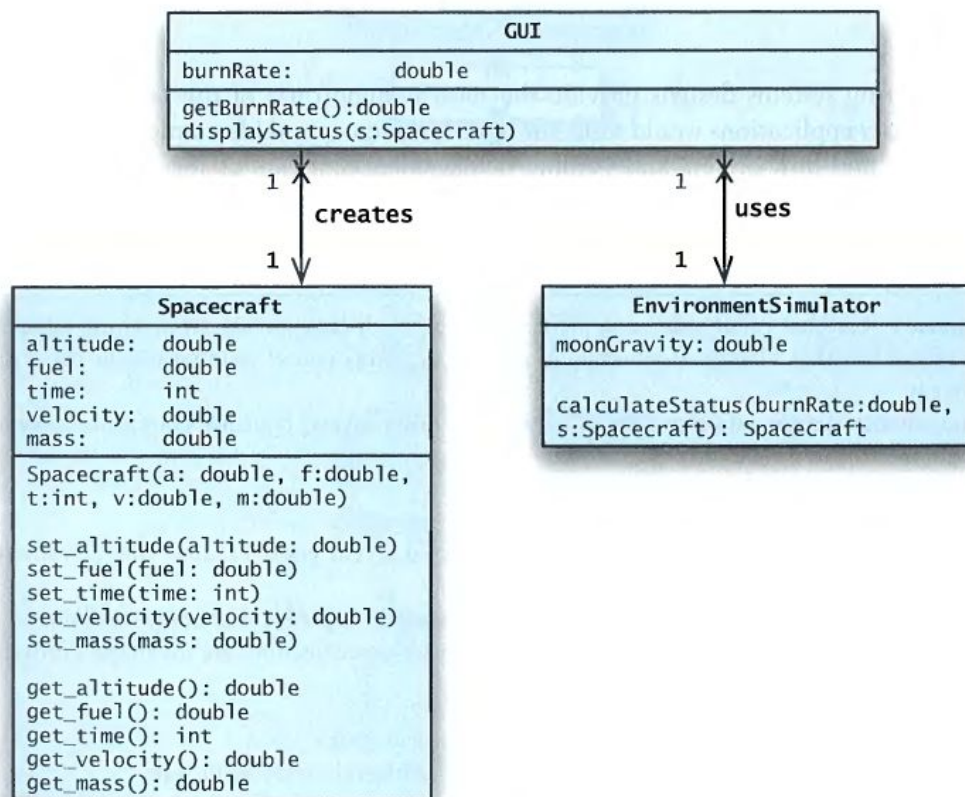 GUI
burnRate: double
getBurnRate():double
displayStatus(s:Spacecraft)
1
1
creates
uses
1
1
Spacecraft
altitude: double
fuel: double
time: int
velocity: double
mass: double
Spacecraft(a: double, f:double,
t:int, v:double, m:double)
set_altitude(altitude: double)
set_fuel(fuel: double)
set_time(time: int)
set_velocity(velocity: double)
set_mass(mass: double)
get_altitude(): double
get_fuel(): double
get_time(): int
get_velocity(): double
get_mass(): double
EnvironmentSimulator
moonGravity: double
calculateStatus(burnRate:double,
s:Spacecraft): Spacecraft